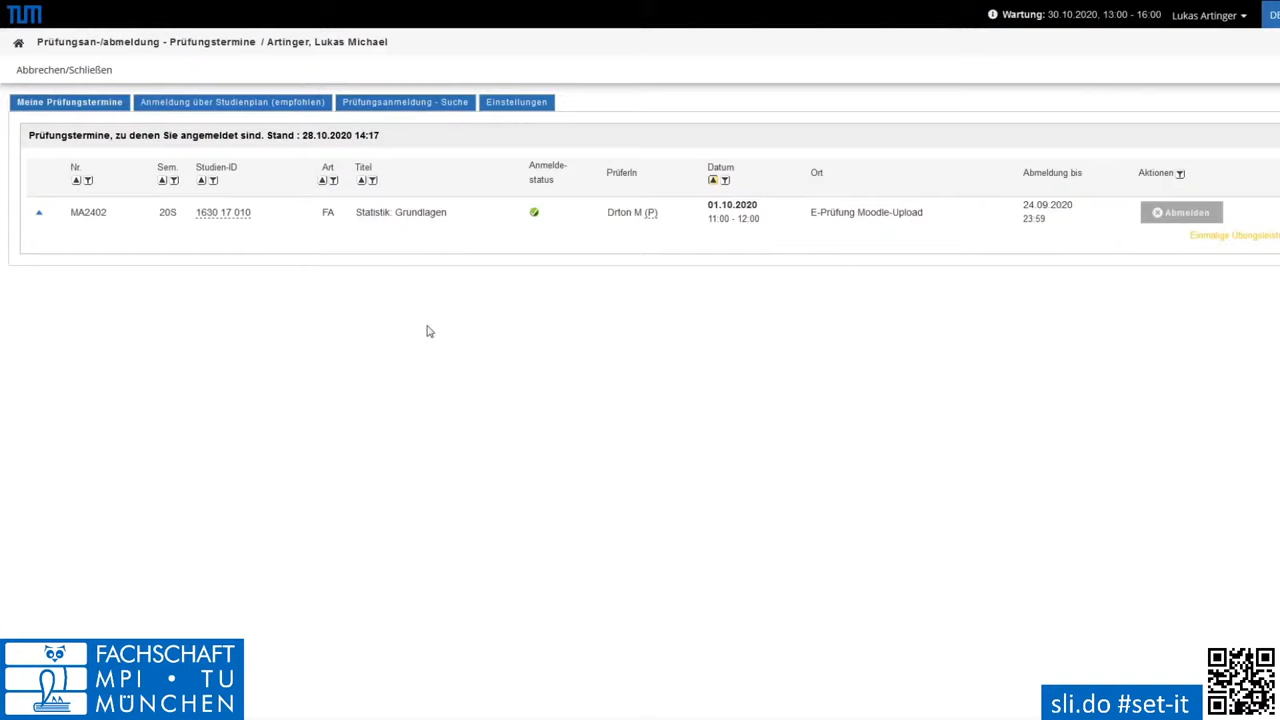 TUM
Wartung: 30.10.2020, 13:00 - 16:00
Lukas Artinger
DE
Prüfungsan-/abmeldung - Prüfungstermine / Artinger, Lukas Michael
Abbrechen/Schließen
Meine Prüfungstermine
Anmeldung über Studienplan (empfohlen)
Prüfungsanmeldung - Suche
Einstellungen
Prüfungstermine, zu denen Sie angemeldet sind. Stand : 28.10.2020 14:17
Nr.
Sem.
Studien-ID
Art
Titel
Anmelde-
status
PrüferIn
Datum
Ort
Abmeldung bis
Aktionen
MA2402
20S
1630 17 010
FA
Statistik: Grundlagen
Drton M (P)
01.10.2020
11:00 - 12:00
E-Prüfung Moodle-Upload
24.09.2020
23:59
Abmelden
Einmalige Übungsleist
FACHSCHAFT
MPI • TU
MÜNCHEN
sli.do #set-it